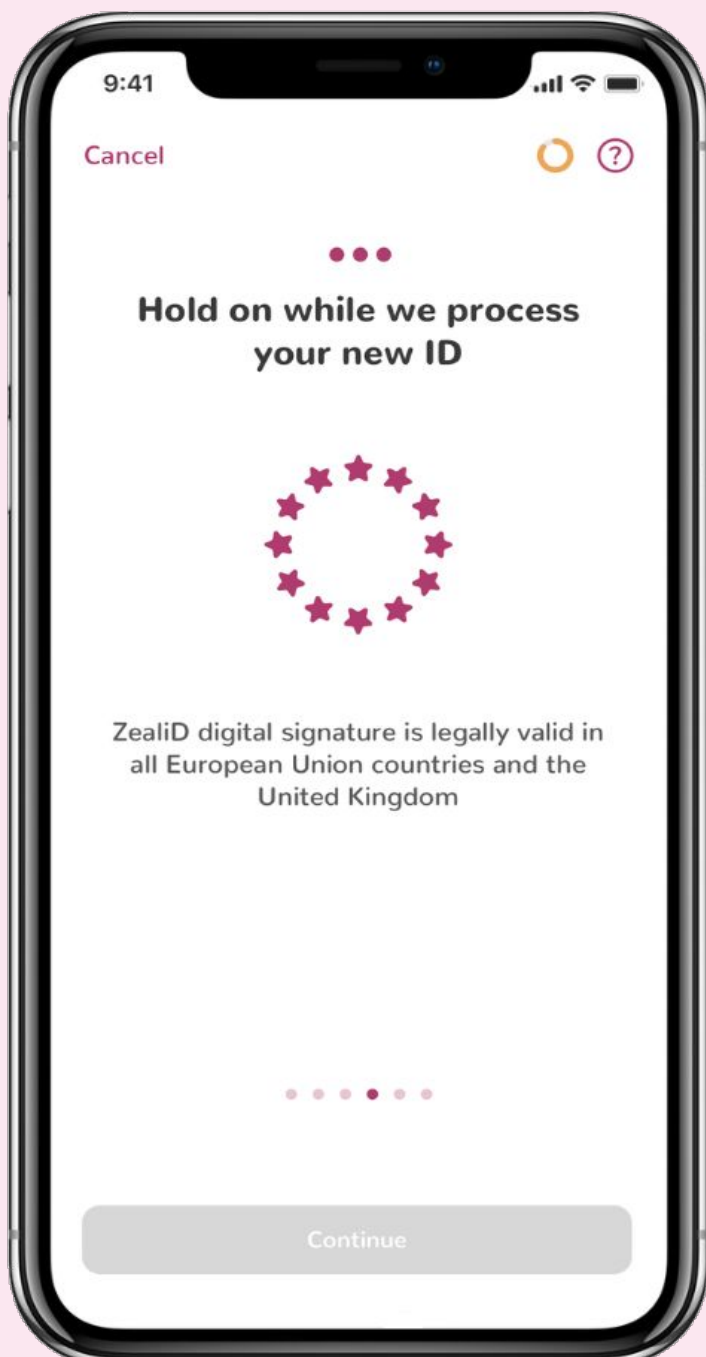 9:41
Cancel
?
Hold on while we process
your new ID
ZealiD digital signature is legally valid in
all European Union countries and the
United Kingdom
Continue